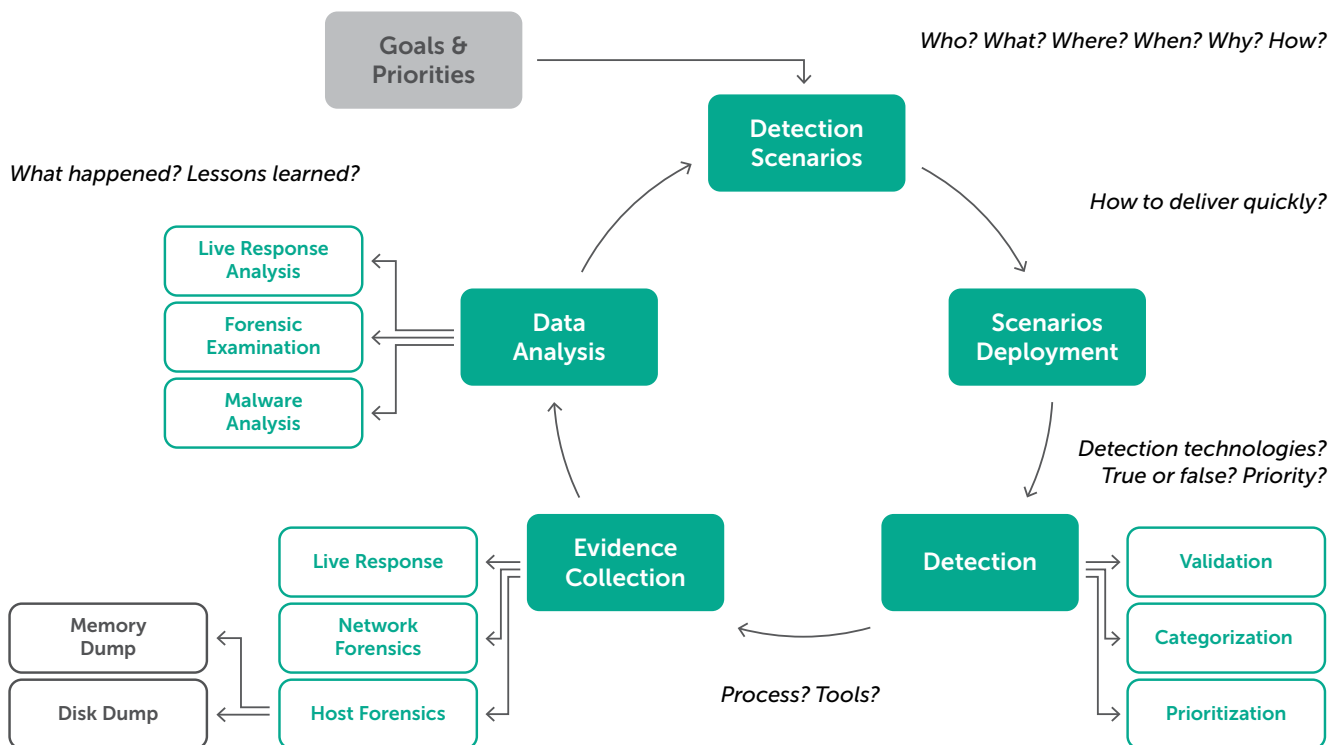 Goals &
Priorities
Who? What? Where? When? Why? How?
Detection
Scenarios
What happened? Lessons learned?
How to deliver quickly?
Live Response
Analysis
Forensic
Examination
Malware
Analysis
Data
Analysis
Scenarios
Deployment
Detection technologies?
True or false? Priority?
Evidence
Collection
Detection
Live Response
Network
Forensics
Host Forensics
Memory
Dump
Disk Dump
Validation
Categorization
Prioritization
Process? Tools?